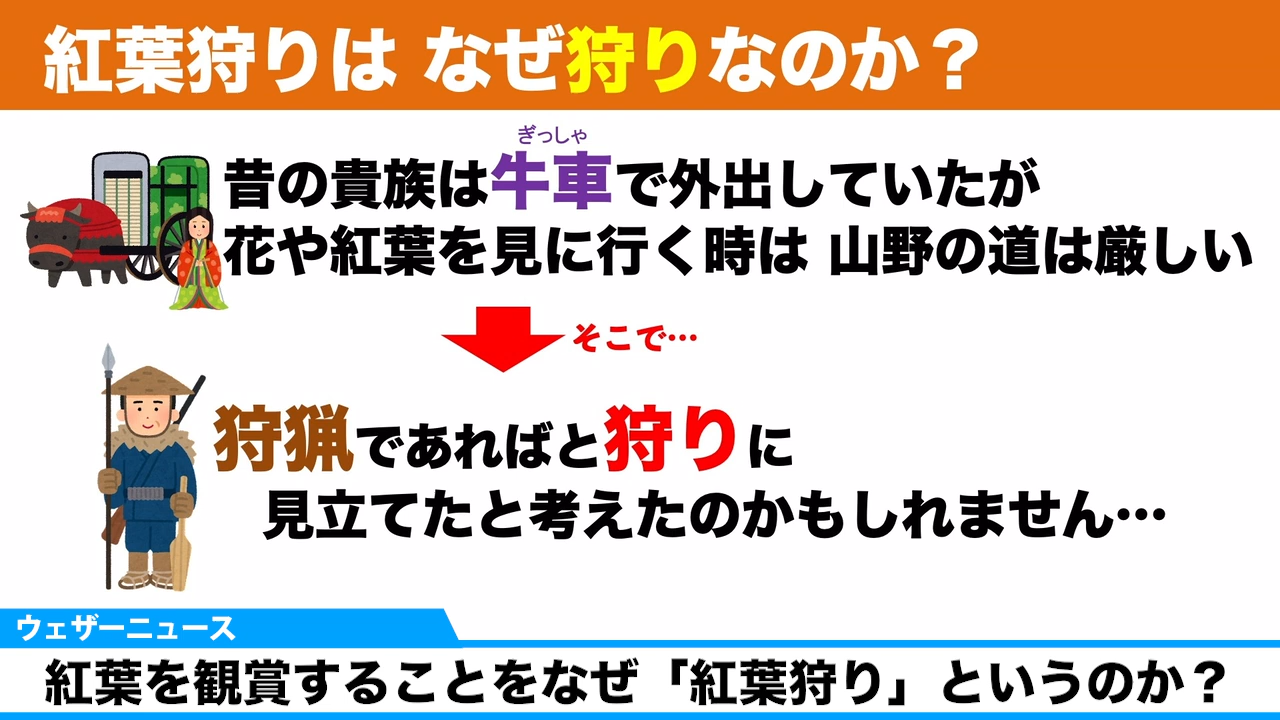 紅葉狩りは なぜ狩りなのか？
ぎっしゃ
昔の貴族は牛車で外出していたが
花や紅葉を見に行く時は 山野の道は厳しい
そこで…
狩猟であればと狩りに
見立てたと考えたのかもしれません…
ウェザーニュース
紅葉を観賞することをなぜ「紅葉狩り」というのか？